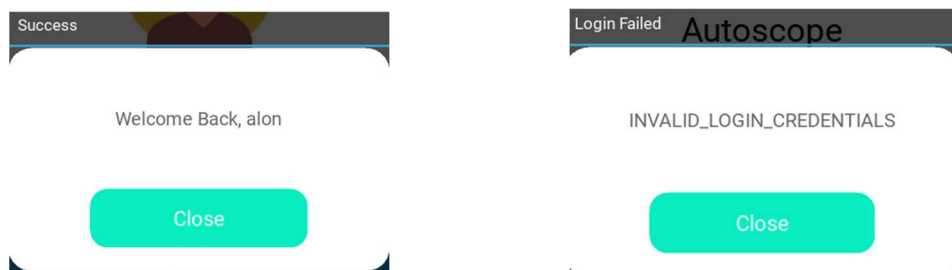 Success
Welcome Back, alon
Close
Login Failed
Autoscope
INVALID_LOGIN_CREDENTIALS
Close